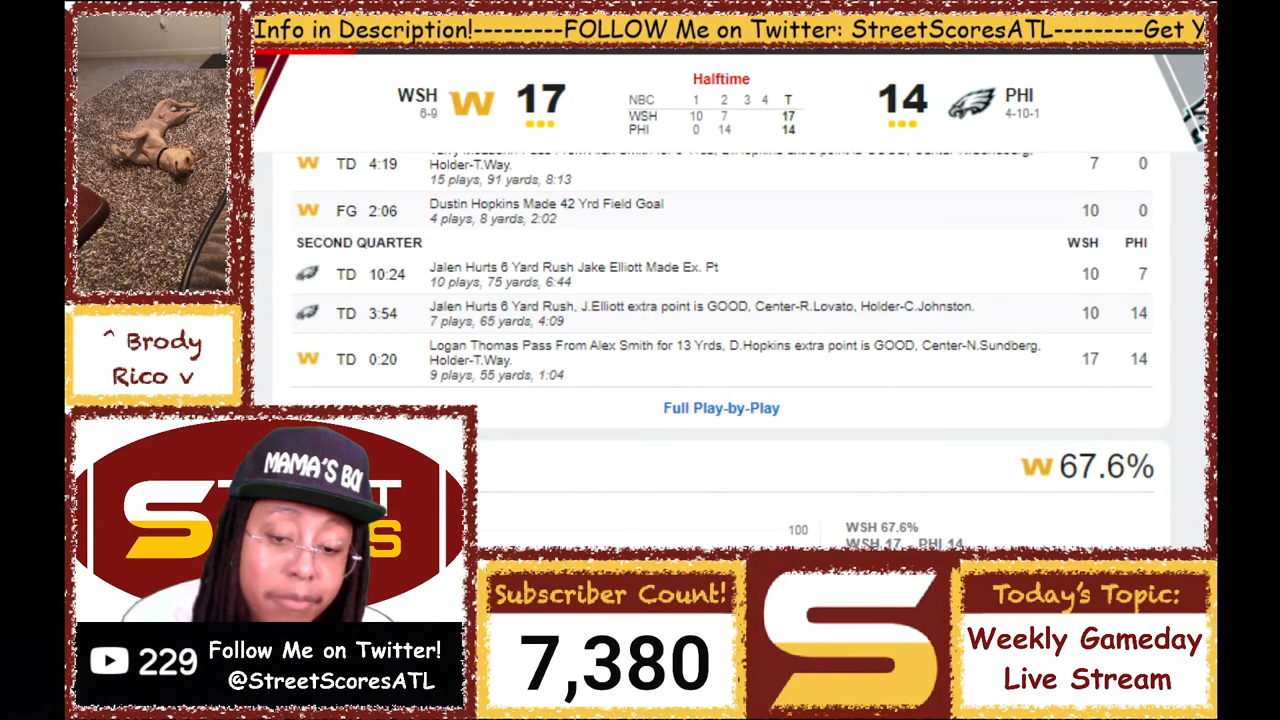 Info in Description!---------FOLLOW Me on Twitter: StreetScoresATL---------Get Y
WSH W 17
6-9
Halftime
NBC 1 2 3 4 T
WSH 10 7 17
PHI 0 14 14
14 PHI
4-10-1
W TD 4:19 Holder-T.Way. 7 0
15 plays, 91 yards, 8:13
W FG 2:06 Dustin Hopkins Made 42 Yrd Field Goal 10 0
4 plays, 8 yards, 2:02
SECOND QUARTER WSH PHI
TD 10:24 Jalen Hurts 6 Yard Rush Jake Elliott Made Ex. Pt 10 7
10 plays, 75 yards, 6:44
TD 3:54 Jalen Hurts 6 Yard Rush, J.Elliott extra point is GOOD, Center-R.Lovato, Holder-C.Johnston. 10 14
7 plays, 65 yards, 4:09
W TD 0:20 Logan Thomas Pass From Alex Smith for 13 Yrds, D.Hopkins extra point is GOOD, Center-N.Sundberg, 17 14
Holder-T.Way.
9 plays, 55 yards, 1:04
Full Play-by-Play
W 67.6%
100
WSH 67.6%
WSH 17 PHI 14
^ Brody
Rico v
MAMA'S BOI
229 Follow Me on Twitter!
@StreetScoresATL
Subscriber Count!
7,380
S
Today's Topic:
Weekly Gameday
Live Stream